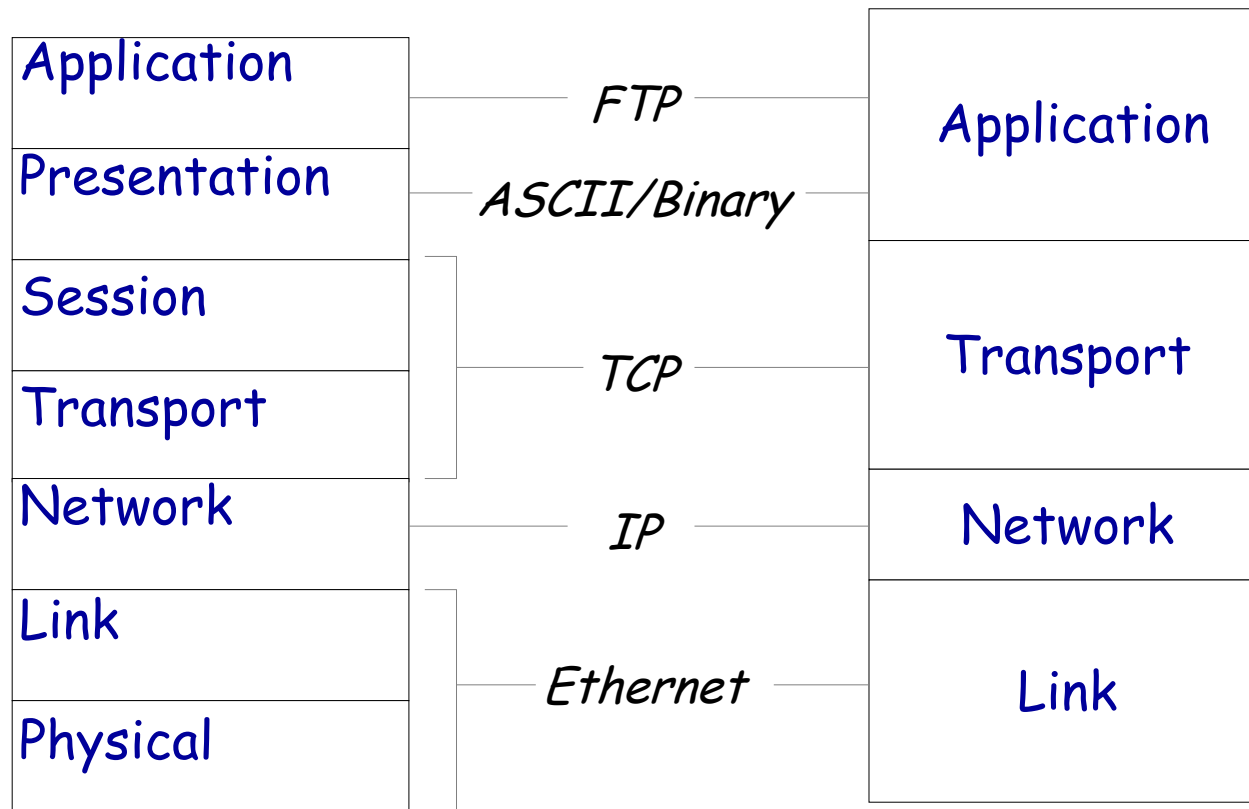 Application
Presentation
Session
Transport
Network
Link
Physical
FTP
ASCII/Binary
TCP
IP
Ethernet
Application
Transport
Network
Link